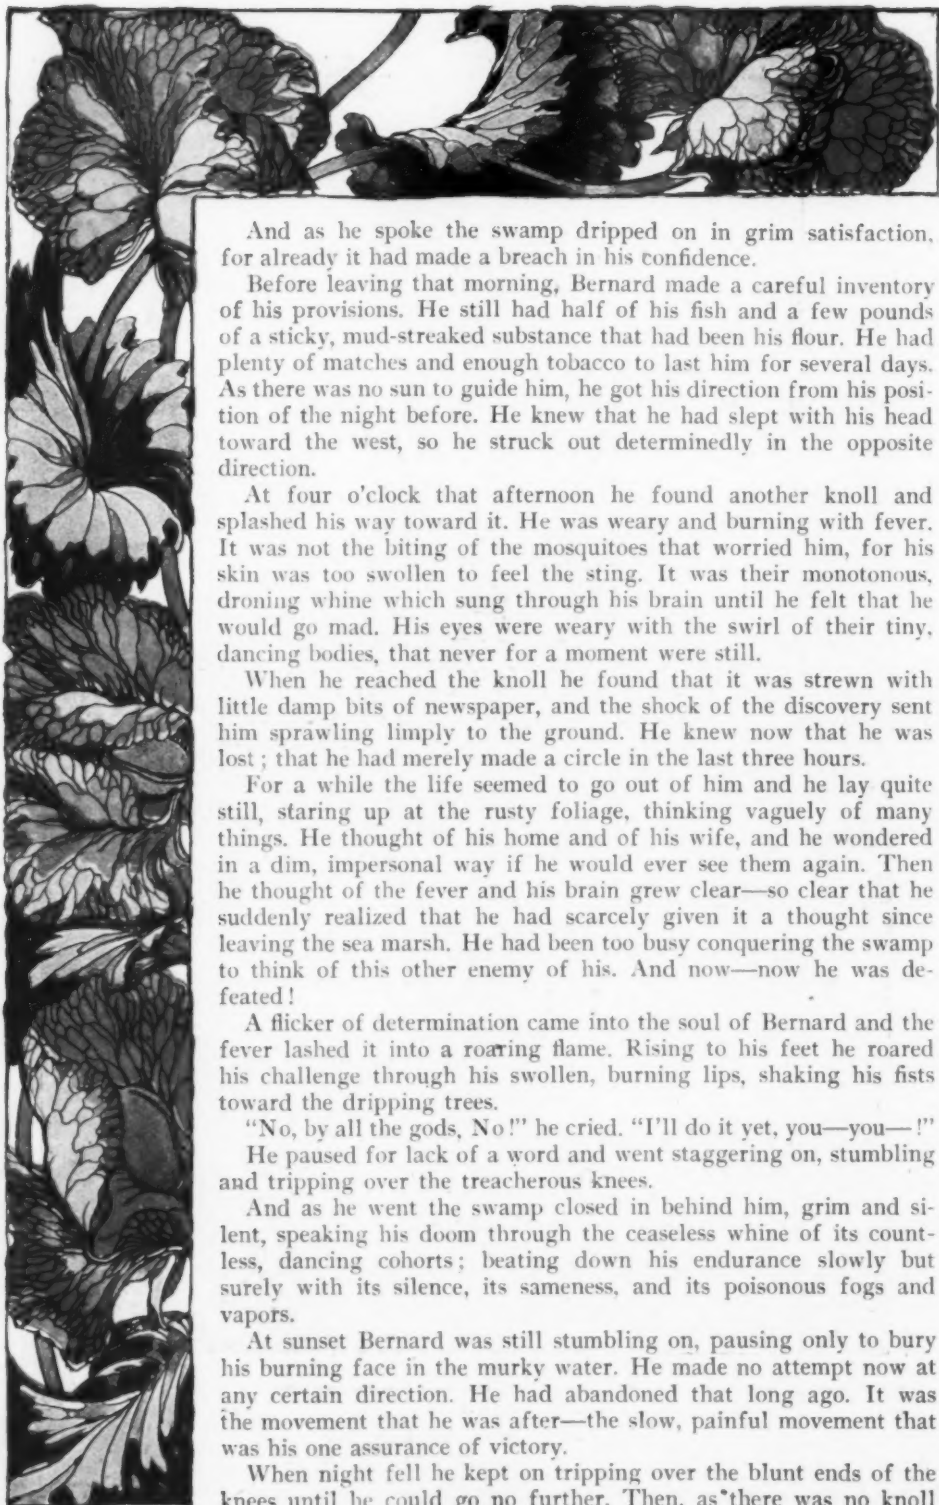 And as he spoke the swamp dripped on in grim satisfaction,
for already it had made a breach in his confidence.
Before leaving that morning, Bernard made a careful inventory
of his provisions. He still had half of his fish and a few pounds
of a sticky, mud-streaked substance that had been his flour. He had
plenty of matches and enough tobacco to last him for several days.
As there was no sun to guide him, he got his direction from his posi-
tion of the night before. He knew that he had slept with his head
toward the west, so he struck out determinedly in the opposite
direction.
At four o'clock that afternoon he found another knoll and
splashed his way toward it. He was weary and burning with fever.
It was not the biting of the mosquitoes that worried him, for his
skin was too swollen to feel the sting. It was their monotonous,
droning whine which sung through his brain until he felt that he
would go mad. His eyes were weary with the swirl of their tiny,
dancing bodies, that never for a moment were still.
When he reached the knoll he found that it was strewn with
little damp bits of newspaper, and the shock of the discovery sent
him sprawling limply to the ground. He knew now that he was
lost; that he had merely made a circle in the last three hours.
For a while the life seemed to go out of him and he lay quite
still, staring up at the rusty foliage, thinking vaguely of many
things. He thought of his home and of his wife, and he wondered
in a dim, impersonal way if he would ever see them again. Then
he thought of the fever and his brain grew clear—so clear that he
suddenly realized that he had scarcely given it a thought since
leaving the sea marsh. He had been too busy conquering the swamp
to think of this other enemy of his. And now—now he was de-
feated!
A flicker of determination came into the soul of Bernard and the
fever lashed it into a roaring flame. Rising to his feet he roared
his challenge through his swollen, burning lips, shaking his fists
toward the dripping trees.
"No, by all the gods, No!" he cried. "I'll do it yet, you—you—!"
He paused for lack of a word and went staggering on, stumbling
and tripping over the treacherous knees.
And as he went the swamp closed in behind him, grim and si-
lent, speaking his doom through the ceaseless whine of its count-
less, dancing cohorts; beating down his endurance slowly but
surely with its silence, its sameness, and its poisonous fogs and
vapors.
At sunset Bernard was still stumbling on, pausing only to bury
his burning face in the murky water. He made no attempt now at
any certain direction. He had abandoned that long ago. It was
the movement that he was after—the slow, painful movement that
was his one assurance of victory.
When night fell he kept on tripping over the blunt ends of the
knees until he could go no further. Then, as there was no knoll